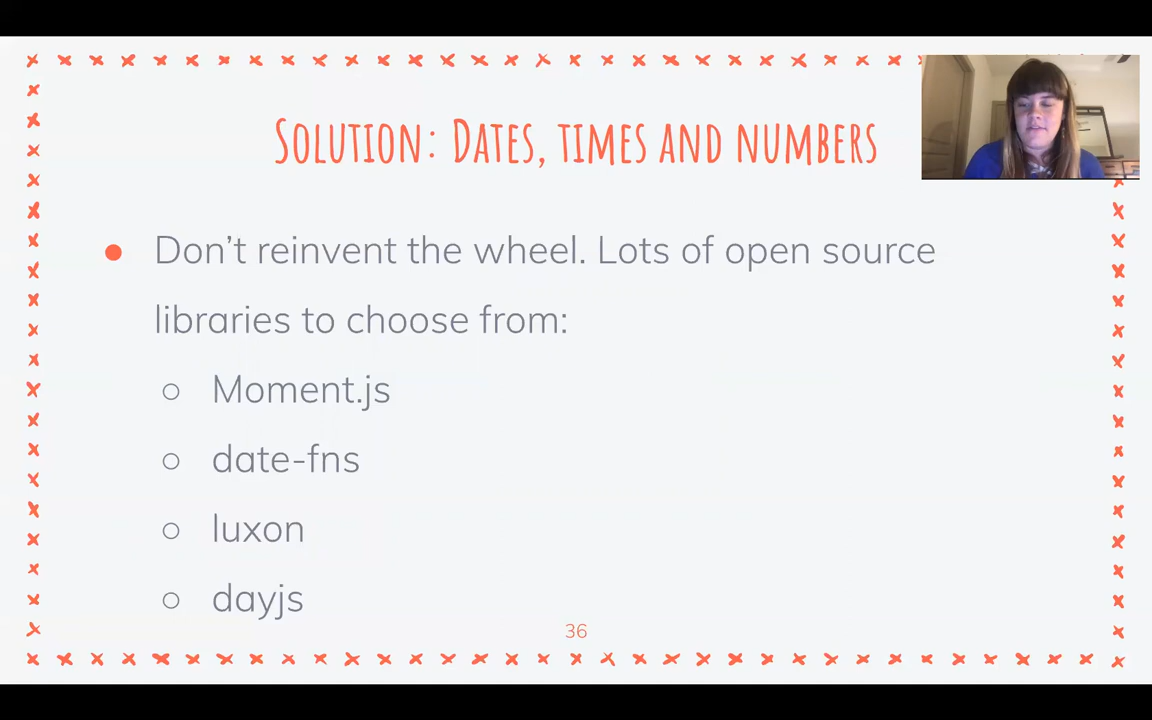 Solution: Dates, times and numbers
● Don’t reinvent the wheel. Lots of open source
libraries to choose from:
○ Moment.js
○ date-fns
○ luxon
○ dayjs
36